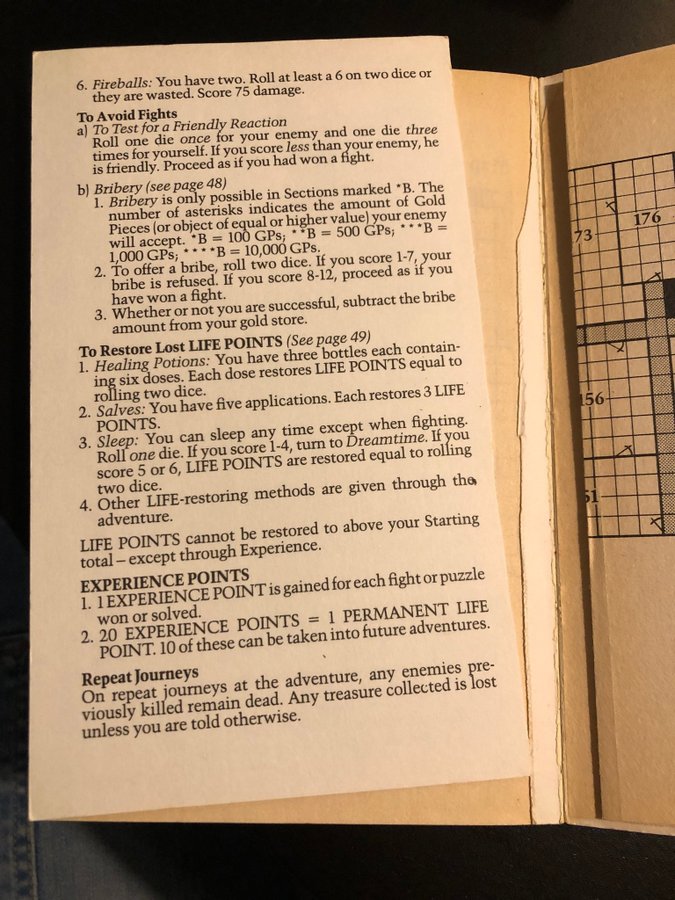 6. Fireballs: You have two. Roll at least a 6 on two dice or
they are wasted. Score 75 damage.
To Avoid Fights
a) To Test for a Friendly Reaction
Roll one die once for your enemy and one die three
times for yourself. If you score less than your enemy, he
is friendly. Proceed as if you had won a fight.
b) Bribery (see page 48)
1. Bribery is only possible in Sections marked *B. The
number of asterisks indicates the amount of Gold
Pieces (or object of equal or higher value) your enemy
will accept. *B = 100 GPs; **B = 500 GPs; ***B =
1,000 GPs; ****B = 10,000 GPs.
2. To offer a bribe, roll two dice. If you score 1-7, your
bribe is refused. If you score 8-12, proceed as if you
have won a fight.
3. Whether or not you are successful, subtract the bribe
amount from your gold store.
To Restore Lost LIFE POINTS (See page 49)
1. Healing Potions: You have three bottles each contain-
ing six doses. Each dose restores LIFE POINTS equal to
rolling two dice.
2. Salves: You have five applications. Each restores 3 LIFE
POINTS.
3. Sleep: You can sleep any time except when fighting.
Roll one die. If you score 1-4, turn to Dreamtime. If you
score 5 or 6, LIFE POINTS are restored equal to rolling
two dice.
4. Other LIFE-restoring methods are given through the
adventure.
LIFE POINTS cannot be restored to above your Starting
total – except through Experience.
EXPERIENCE POINTS
1. 1 EXPERIENCE POINT is gained for each fight or puzzle
won or solved.
2. 20 EXPERIENCE POINTS = 1 PERMANENT LIFE
POINT. 10 of these can be taken into future adventures.
Repeat Journeys
On repeat journeys at the adventure, any enemies pre-
viously killed remain dead. Any treasure collected is lost
unless you are told otherwise.
176
73
156